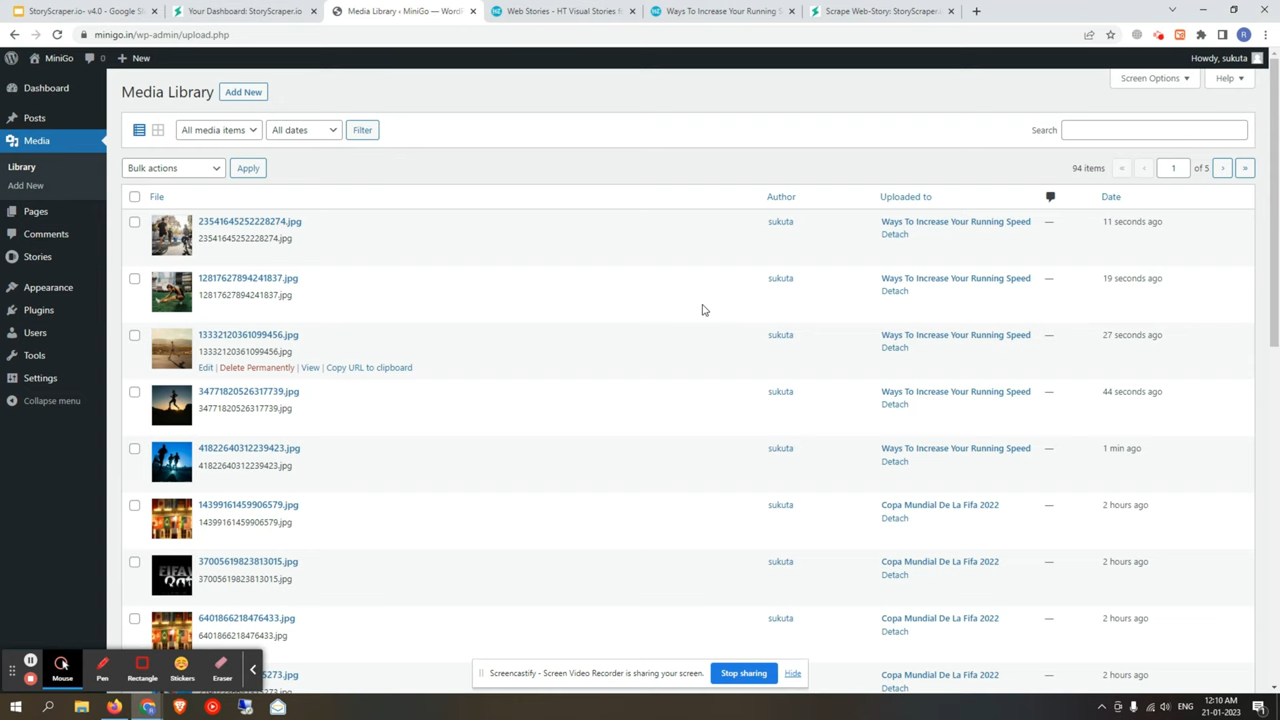 StoryScraper.io- v4.0 - Google Sl
Your Dashboard: StoryScraper.io
Media Library ‹ MiniGo — WordP
Web Stories - HT Visual Stories fo
Ways To Increase Your Running S
Scrape Web-Story: StoryScraper.
minigo.in/wp-admin/upload.php
R
MiniGo
0
New
Howdy, sukuta
Dashboard
Posts
Media
Library
Add New
Pages
Comments
Stories
Appearance
Plugins
Users
Tools
Settings
Collapse menu
Media Library
Add New
Screen Options
Help
All media items
All dates
Filter
Search
Bulk actions
Apply
94 items « ‹ 1 of 5 › »
File Author Uploaded to Date
23541645252228274.jpg sukuta Ways To Increase Your Running Speed — 11 seconds ago
23541645252228274.jpg Detach
12817627894241837.jpg sukuta Ways To Increase Your Running Speed — 19 seconds ago
12817627894241837.jpg Detach
13332120361099456.jpg sukuta Ways To Increase Your Running Speed — 27 seconds ago
13332120361099456.jpg Detach
Edit | Delete Permanently | View | Copy URL to clipboard
34771820526317739.jpg sukuta Ways To Increase Your Running Speed — 44 seconds ago
34771820526317739.jpg Detach
41822640312239423.jpg sukuta Ways To Increase Your Running Speed — 1 min ago
41822640312239423.jpg Detach
14399161459906579.jpg sukuta Copa Mundial De La Fifa 2022 — 2 hours ago
14399161459906579.jpg Detach
37005619823813015.jpg sukuta Copa Mundial De La Fifa 2022 — 2 hours ago
37005619823813015.jpg Detach
6401866218476433.jpg sukuta Copa Mundial De La Fifa 2022 — 2 hours ago
6401866218476433.jpg Detach
5273.jpg sukuta Copa Mundial De La Fifa 2022 — 2 hours ago
Detach
Mouse
Pen
Rectangle
Stickers
Eraser
Screencastify - Screen Video Recorder is sharing your screen.
Stop sharing
Hide
ENG
12:10 AM
21-01-2023